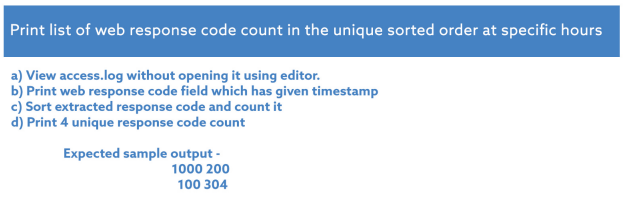 Print list of web response code count in the unique sorted order at specific hours
a) View access.log without opening it using editor.
b) Print web response code field which has given timestamp
c) Sort extracted response code and count it
d) Print 4 unique response code count
Expected sample output -
1000 200
100 304